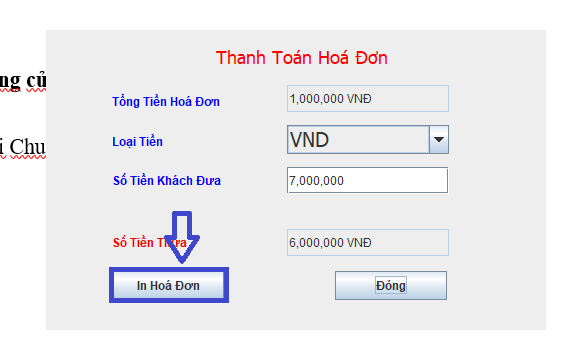 Thanh Toán Hoá Đơn
ng củ
Tổng Tiền Hoá Đơn 1,000,000 VNĐ
i Chu
Loại Tiền VND
Số Tiền Khách Đưa 7,000,000
Số Tiền Thừa 6,000,000 VNĐ
In Hoá Đơn Đóng